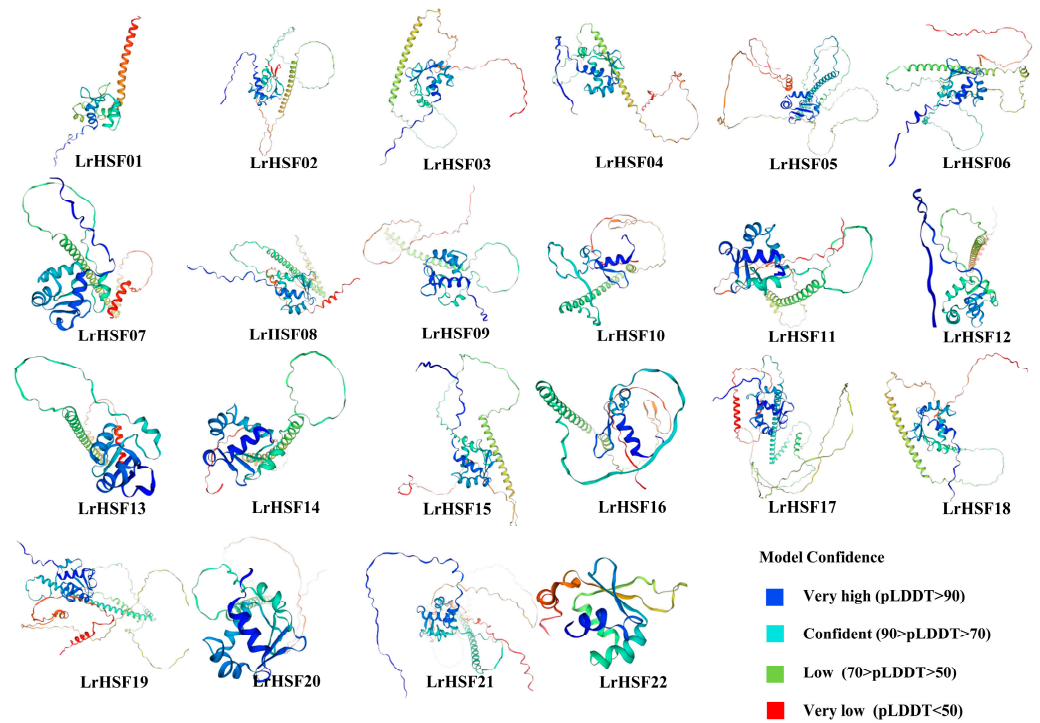 LrHSF01
LrHSF02
LrHSF03
LrHSF04
LrHSF05
LrHSF06
LrHSF07
LrIISF08
LrHSF09
LrHSF10
LrHSF11
LrHSF12
LrHSF13
LrHSF14
LrHSF15
LrHSF16
LrHSF17
LrHSF18
LrHSF19
LrHSF20
LrHSF21
LrHSF22
Model Confidence
Very high (pLDDT>90)
Confident (90>pLDDT>70)
Low (70>pLDDT>50)
Very low (pLDDT<50)